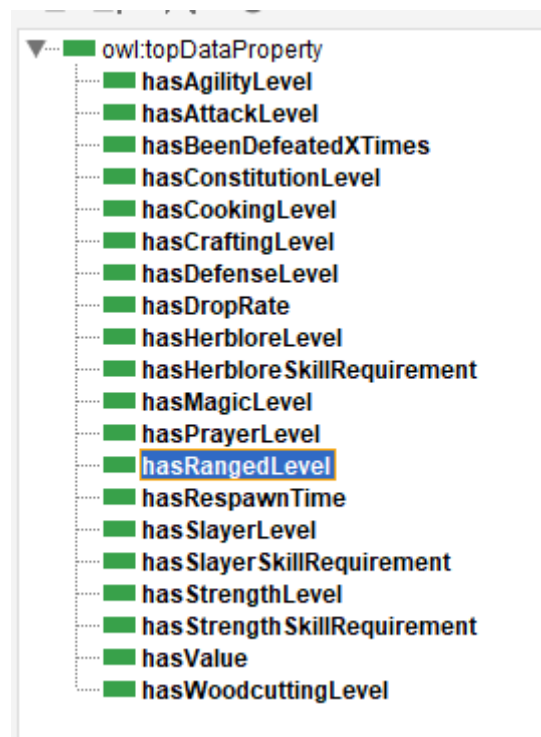 owl:topDataProperty
hasAgilityLevel
hasAttackLevel
hasBeenDefeatedXTimes
hasConstitutionLevel
hasCookingLevel
hasCraftingLevel
hasDefenseLevel
hasDropRate
hasHerbloreLevel
hasHerbloreSkillRequirement
hasMagicLevel
hasPrayerLevel
hasRangedLevel
hasRespawnTime
hasSlayerLevel
hasSlayerSkillRequirement
hasStrengthLevel
hasStrengthSkillRequirement
hasValue
hasWoodcuttingLevel